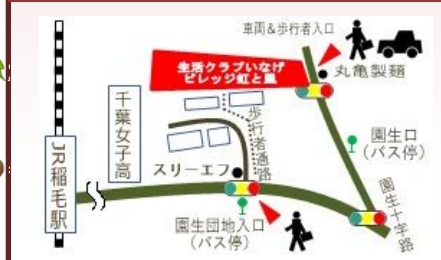 車両&歩行者入口
生活クラブいなげ
ビレッジ虹と風
丸亀製麺
千葉女子高
歩行者通路
園生口
(バス停)
JR稲毛駅
スリーエフ
園生団地入口
(バス停)
園生十字路